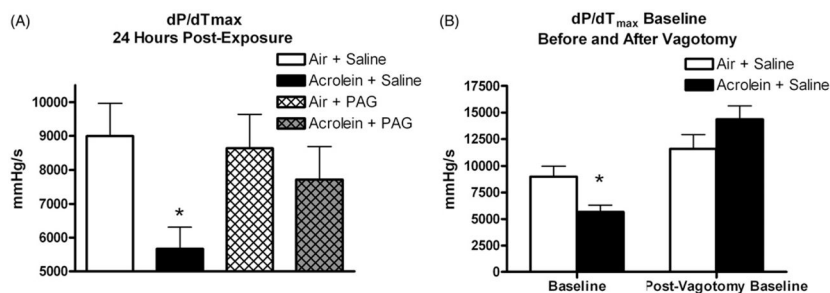 (A)
dP/dTmax
24 Hours Post-Exposure
Air + Saline
Acrolein + Saline
Air + PAG
Acrolein + PAG
mmHg/s
10000
9000
8000
7000
6000
5000
*
(B)
dP/dTmax Baseline
Before and After Vagotomy
Air + Saline
Acrolein + Saline
mmHg/s
17500
15000
12500
10000
7500
5000
2500
0
*
Baseline
Post-Vagotomy Baseline